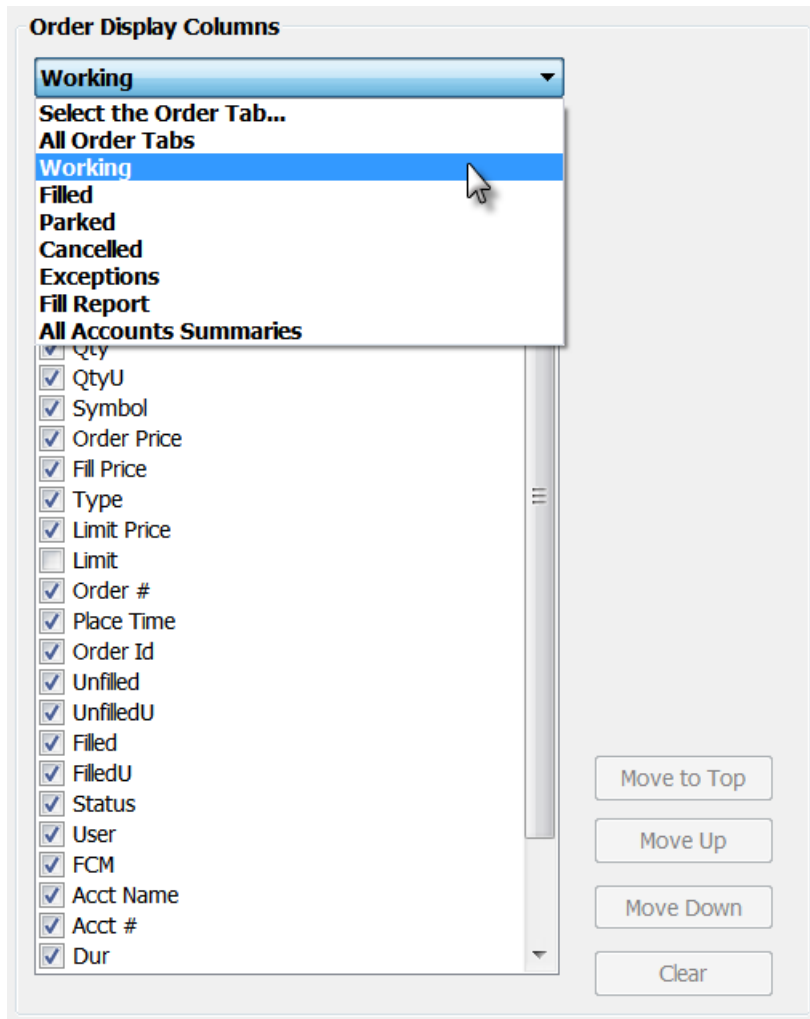 Order Display Columns
Working
Select the Order Tab...
All Order Tabs
Working
Filled
Parked
Cancelled
Exceptions
Fill Report
All Accounts Summaries
Qty
QtyU
Symbol
Order Price
Fill Price
Type
Limit Price
Limit
Order #
Place Time
Order Id
Unfilled
UnfilledU
Filled
FilledU
Status
User
FCM
Acct Name
Acct #
Dur
Move to Top
Move Up
Move Down
Clear